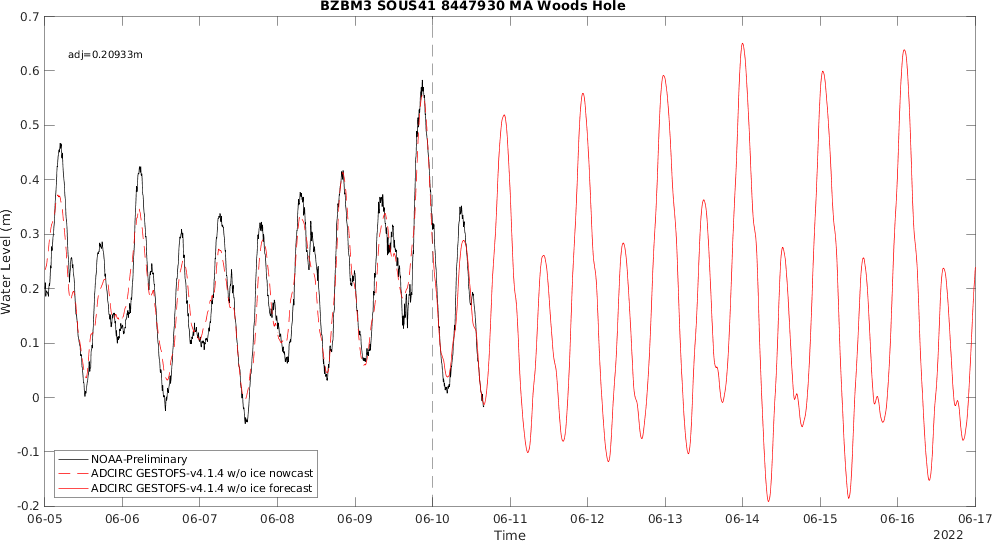 BZBM3 SOUS41 8447930 MA Woods Hole
adj=0.20933m
Water Level (m)
0.7
0.6
0.5
0.4
0.3
0.2
0.1
0
-0.1
-0.2
NOAA-Preliminary
ADCIRC GESTOFS-v4.1.4 w/o ice nowcast
ADCIRC GESTOFS-v4.1.4 w/o ice forecast
06-05 06-06 06-07 06-08 06-09 06-10 06-11 06-12 06-13 06-14 06-15 06-16 06-17
Time
2022